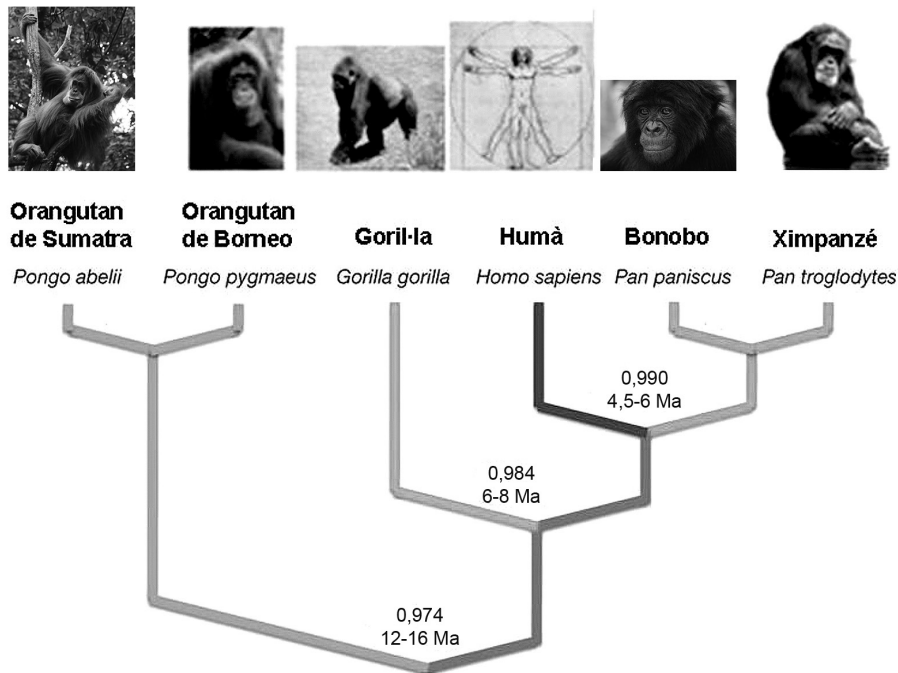 Orangutan
de Sumatra
Pongo abelii
Orangutan
de Borneo
Pongo pygmaeus
Goril·la
Gorilla gorilla
Humà
Homo sapiens
Bonobo
Pan paniscus
Ximpanzé
Pan troglodytes
0,990
4,5-6 Ma
0,984
6-8 Ma
0,974
12-16 Ma